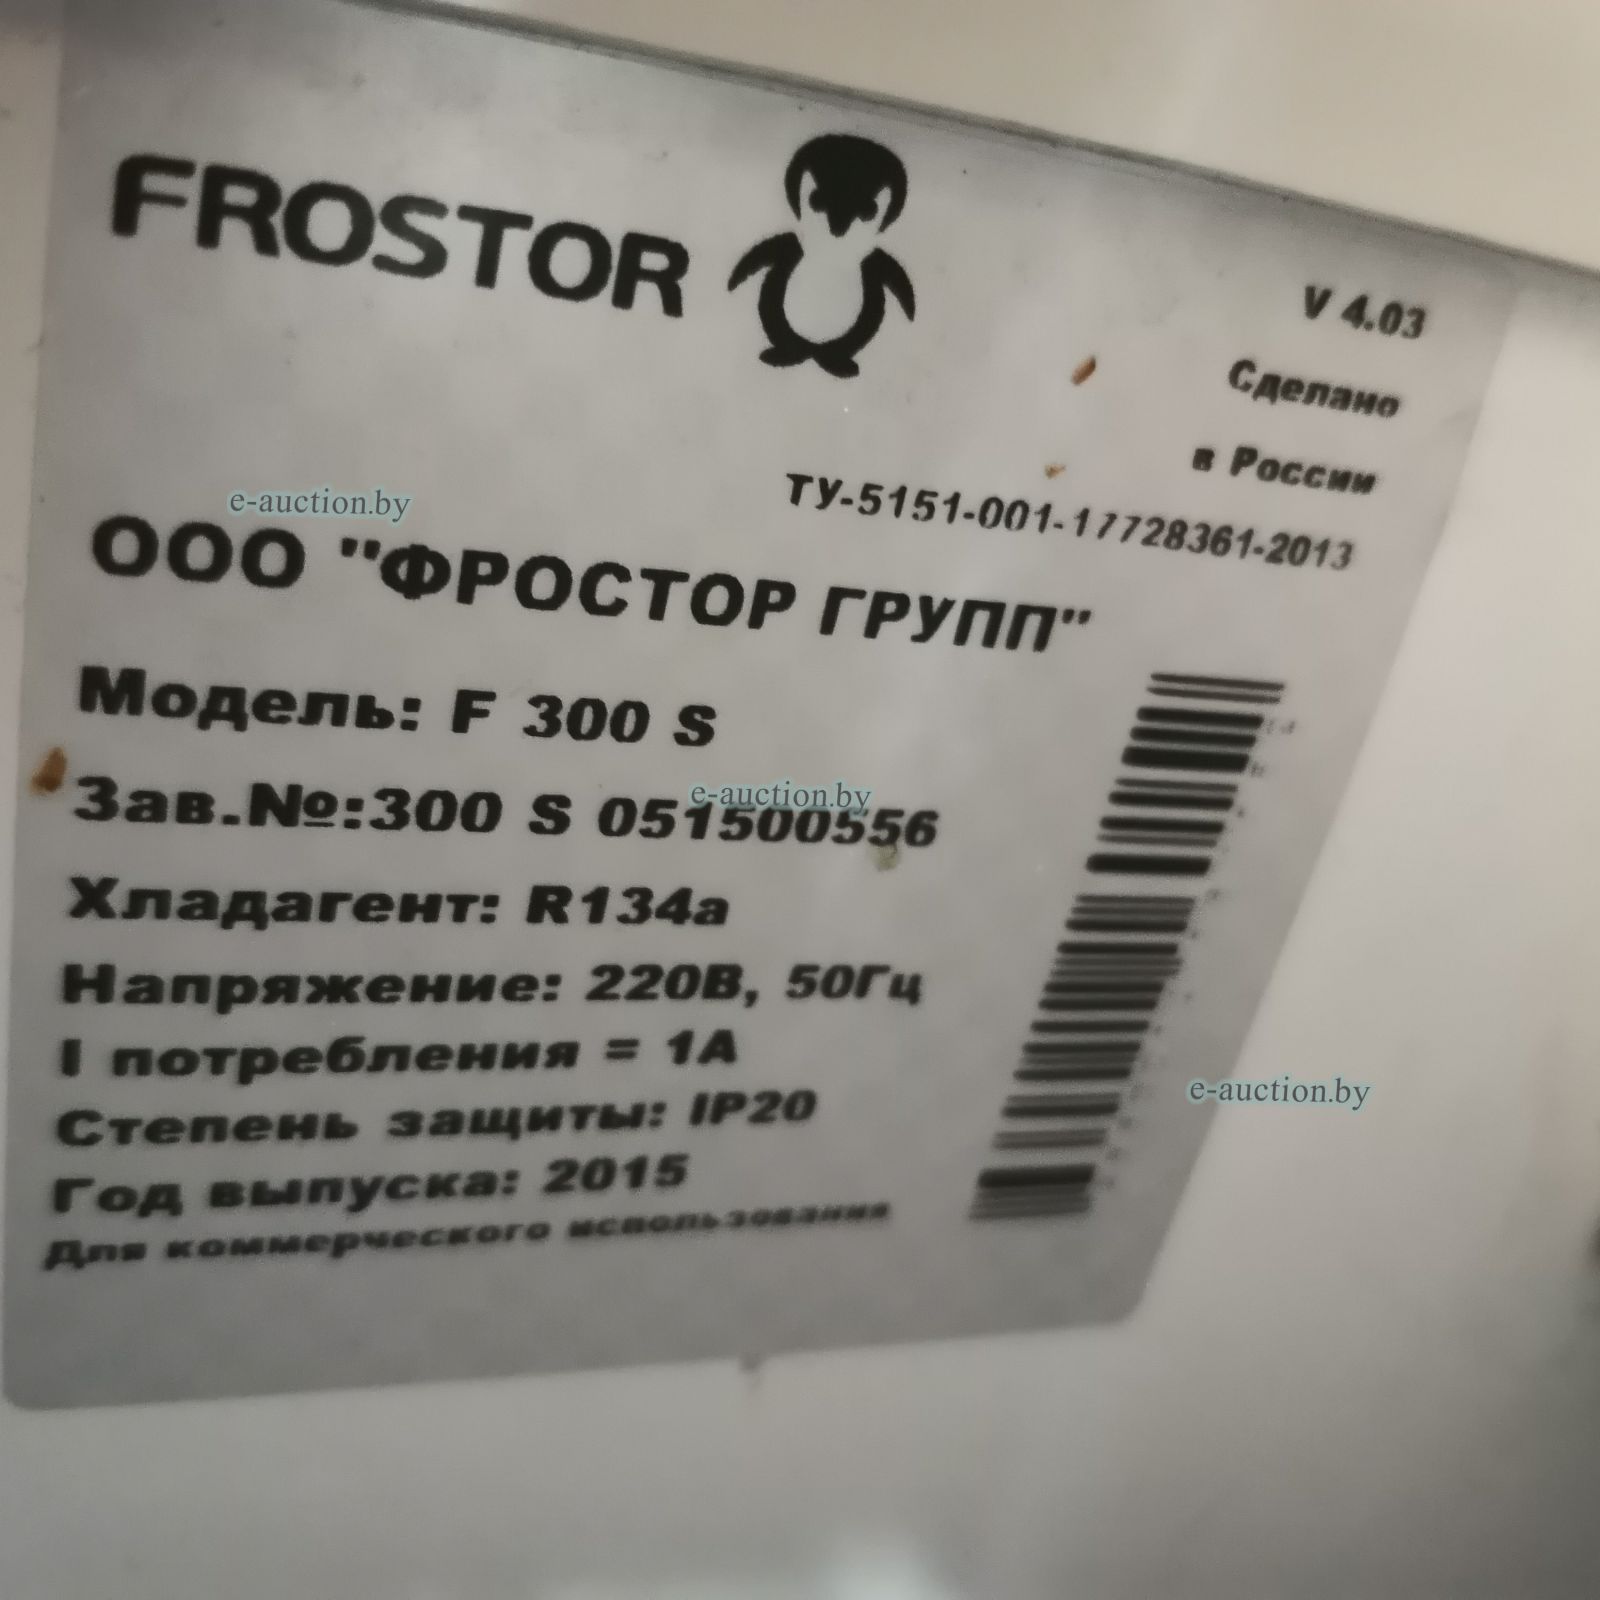 FROSTOR
V 4.03
Сделано
в России
ТУ-5151-001-17728361-2013
e-auction.by
ООО "ФРОСТОР ГРУПП"
Модель: F 300 S
e-auction.by
Зав.№:300 S 051500556
Хладагент: R134a
Напряжение: 220В, 50Гц
I потребления = 1А
e-auction.by
Степень защиты: IP20
Год выпуска: 2015
Для коммерческого использования